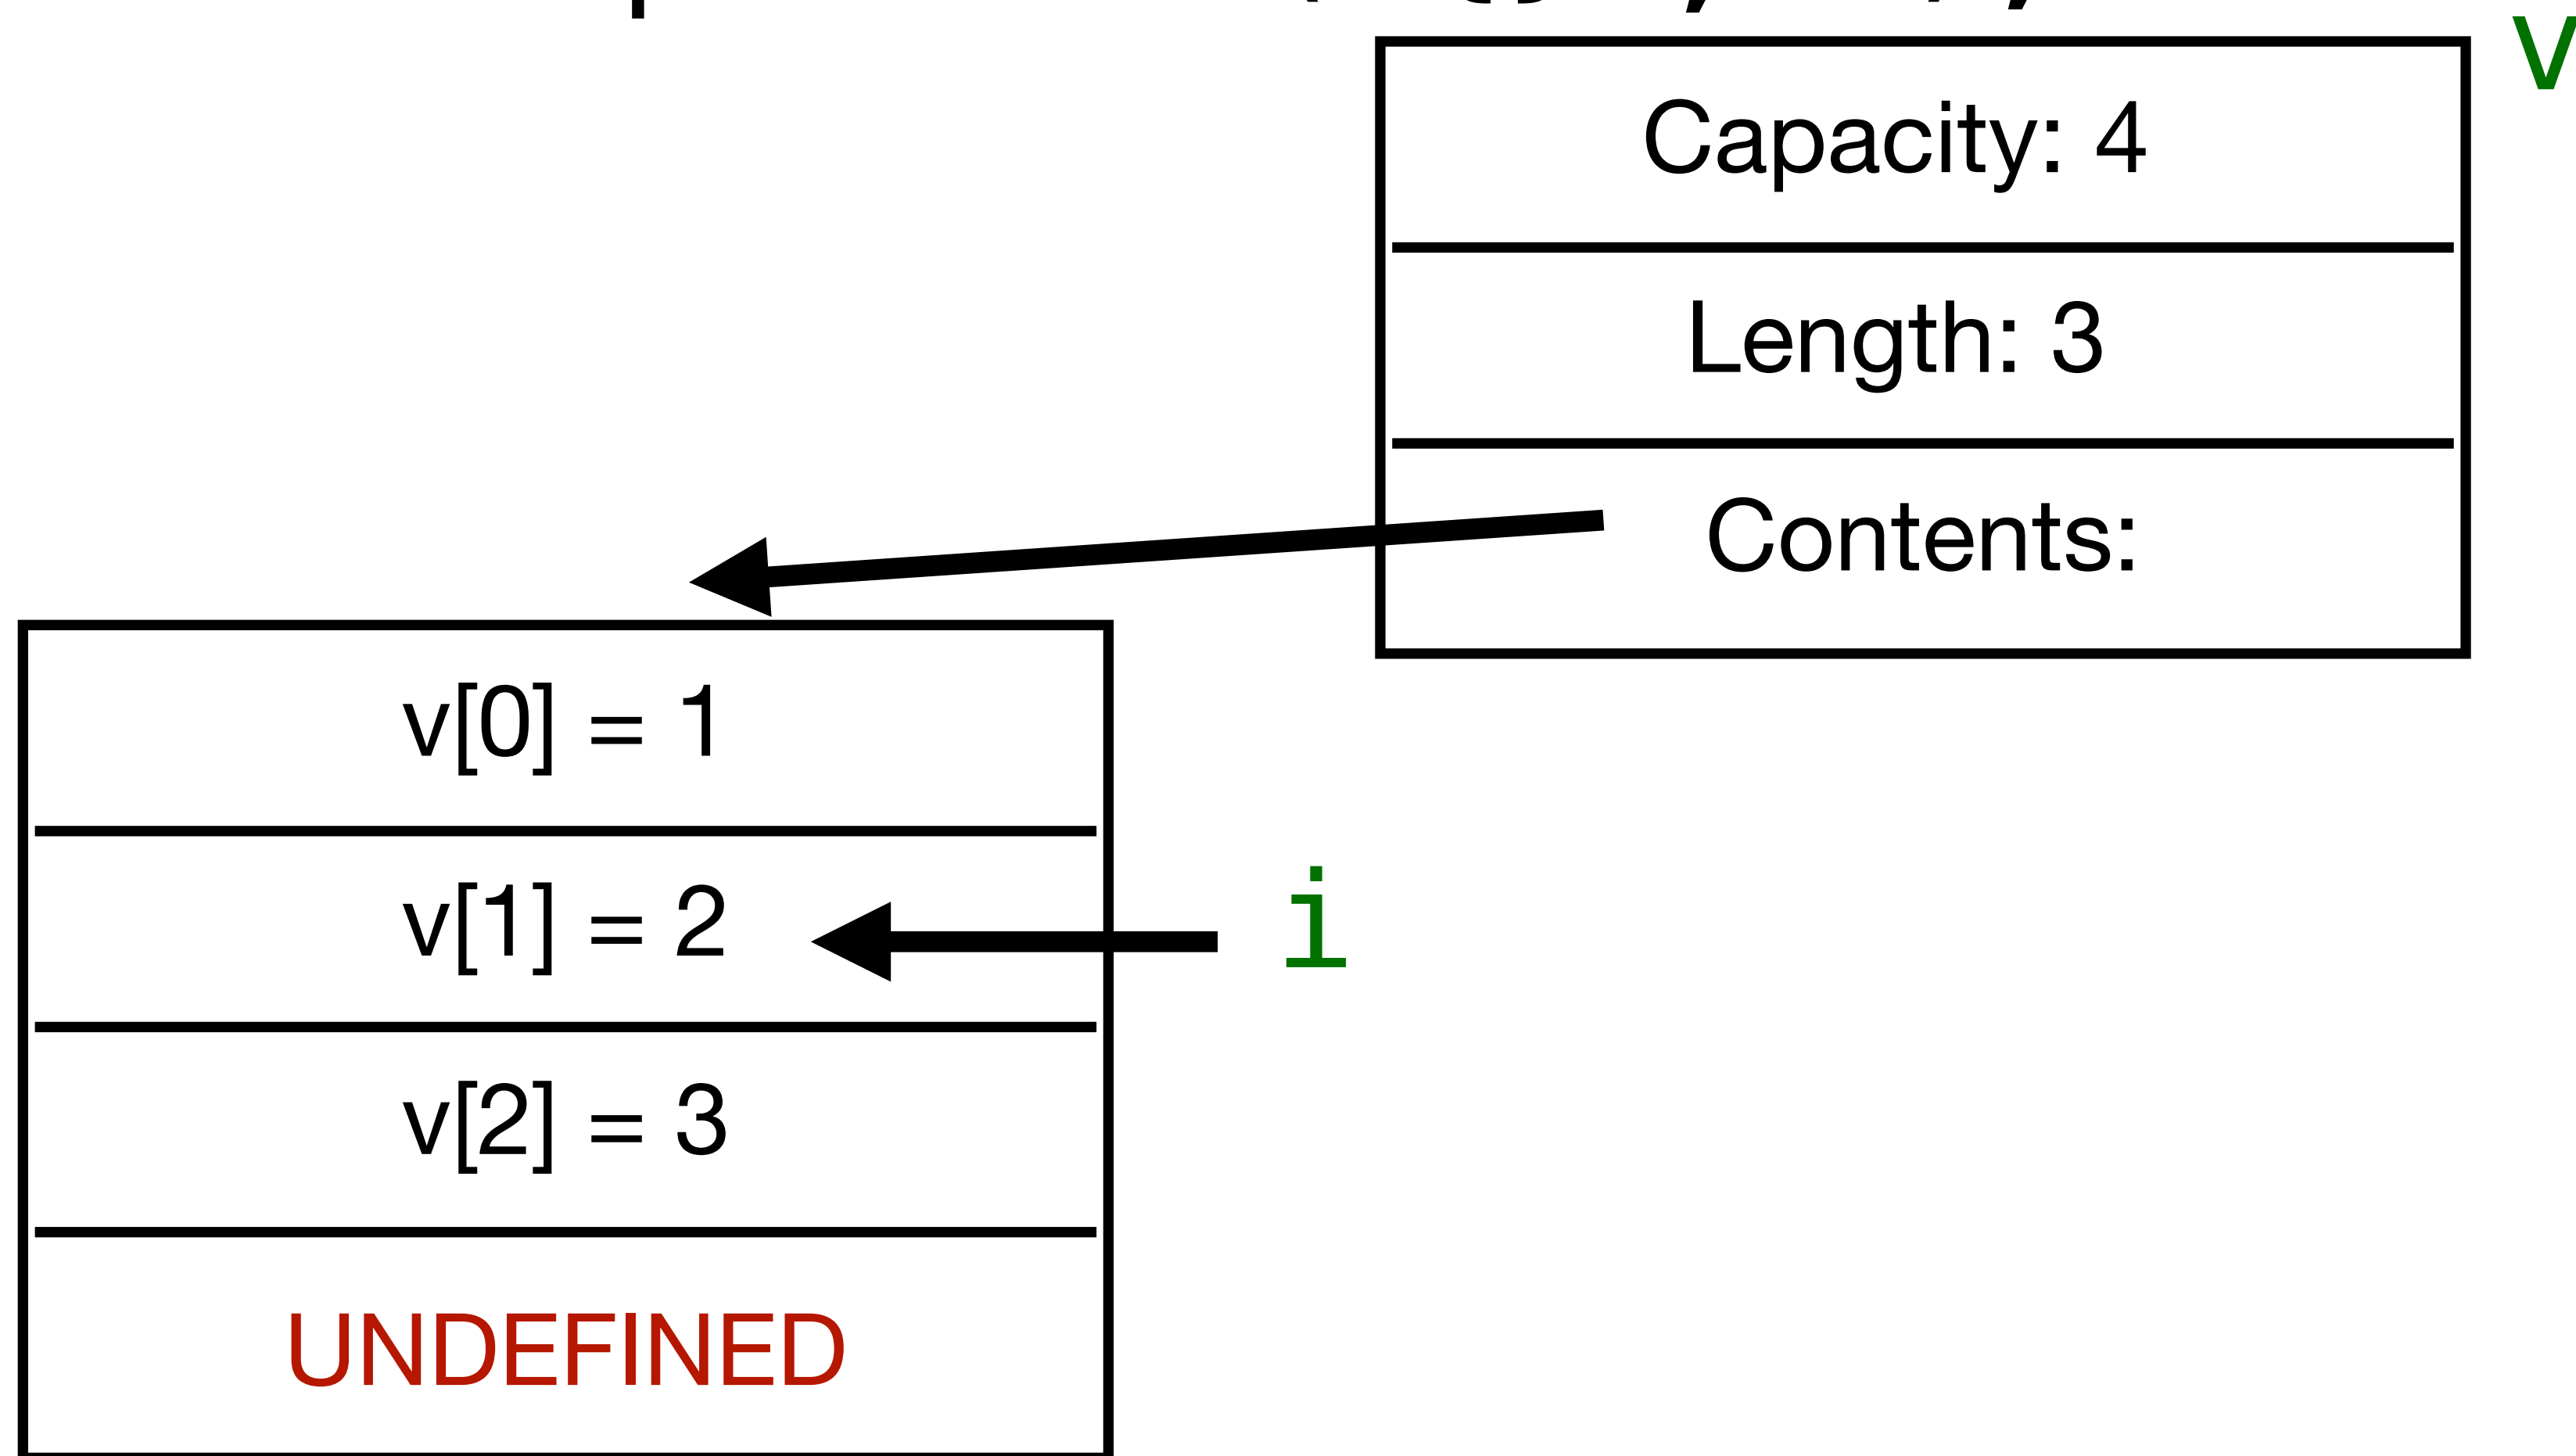 v
Capacity: 4
Length: 3
Contents:
v[0] = 1
v[1] = 2
i
v[2] = 3
UNDEFINED